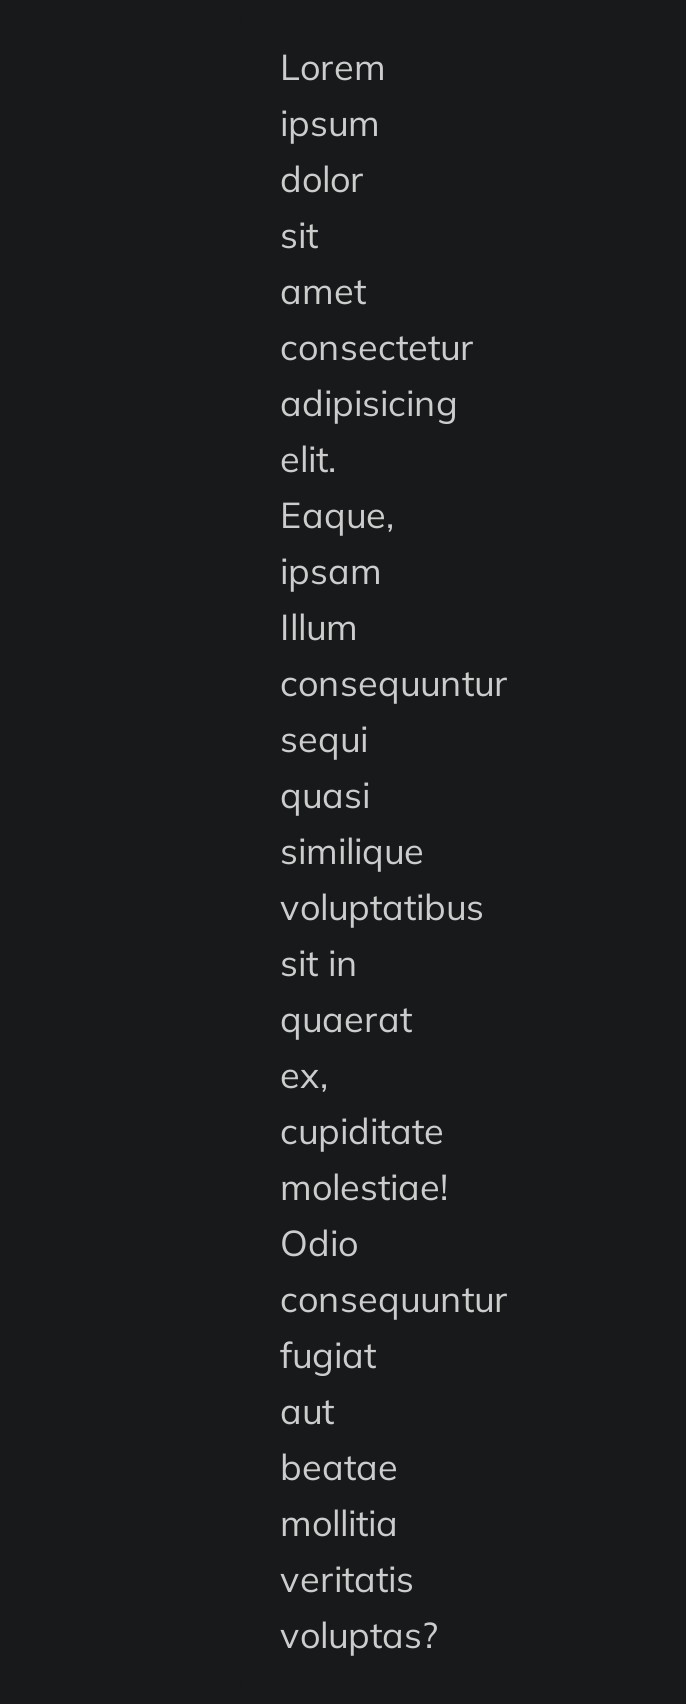 Lorem
ipsum
dolor
sit
amet
consectetur
adipisicing
elit.
Eaque,
ipsam
Illum
consequuntur
sequi
quasi
similique
voluptatibus
sit in
quaerat
ex,
cupiditate
molestiae!
Odio
consequuntur
fugiat
aut
beatae
mollitia
veritatis
voluptas?